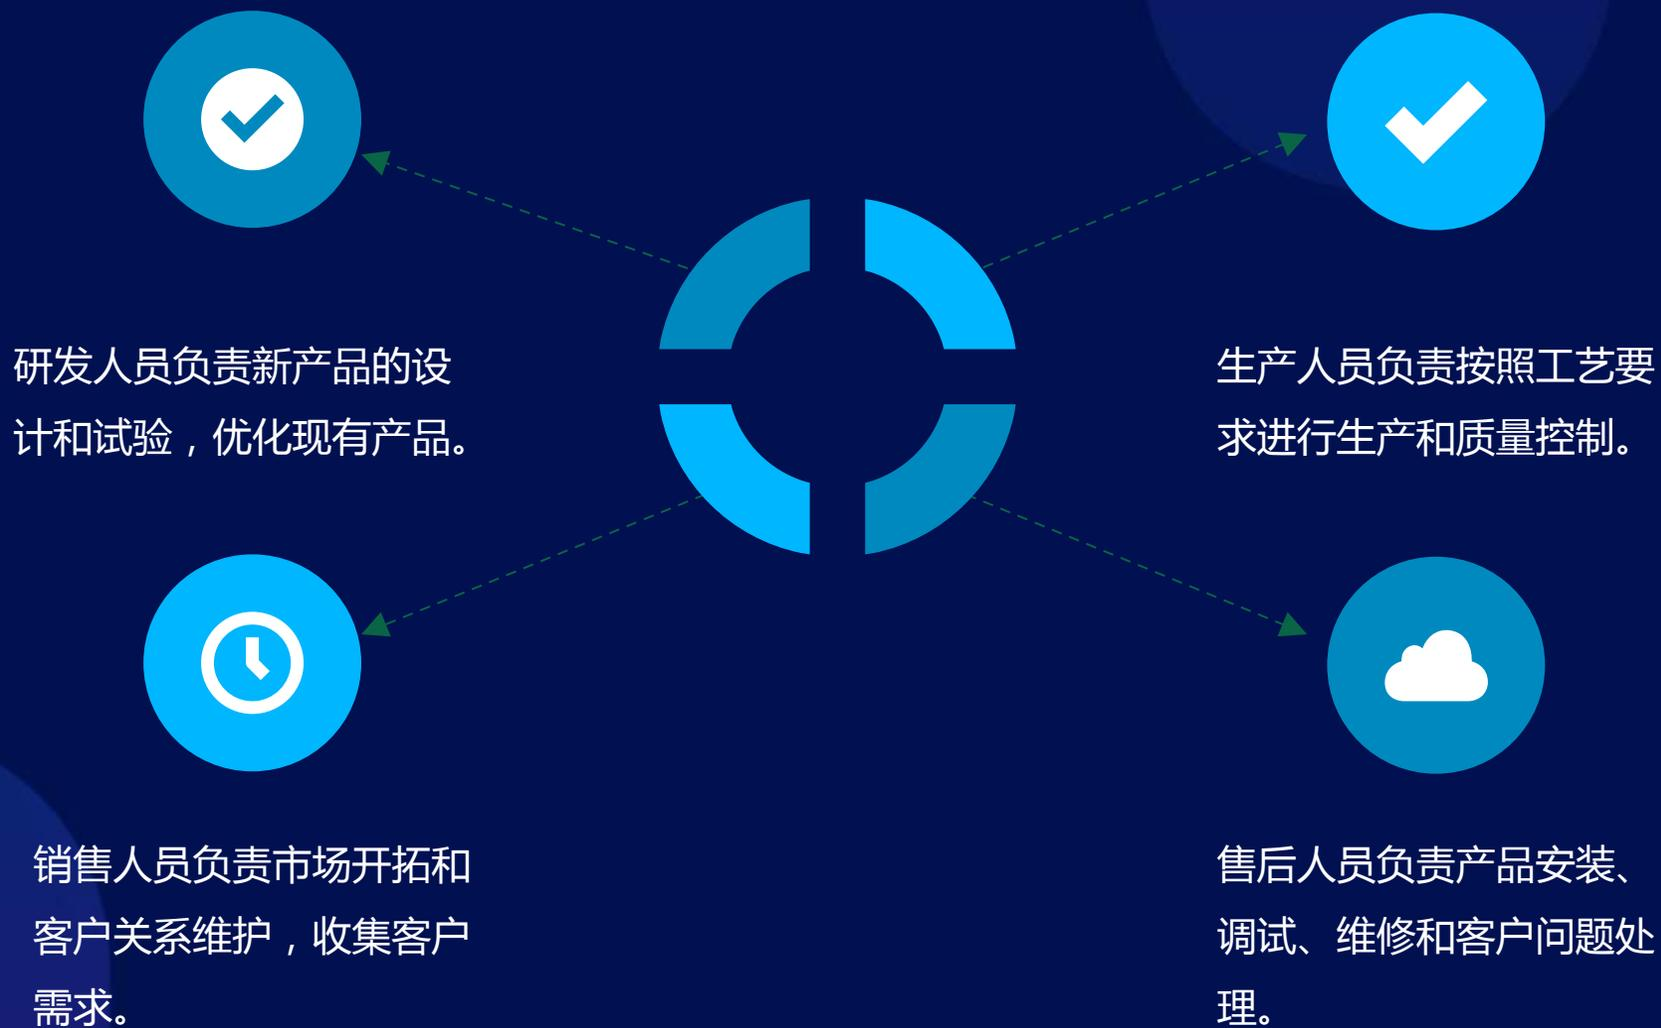 研发人员负责新产品的设
计和试验，优化现有产品。
生产人员负责按照工艺要
求进行生产和质量控制。
销售人员负责市场开拓和
客户关系维护，收集客户
需求。
售后人员负责产品安装、
调试、维修和客户问题处
理。